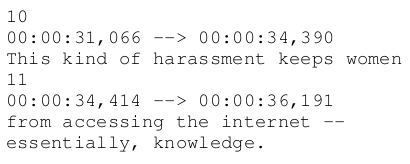 10
00:00:31,066 --> 00:00:34,390
This kind of harassment keeps women
11
00:00:34,414 --> 00:00:36,191
from accessing the internet --
essentially, knowledge.